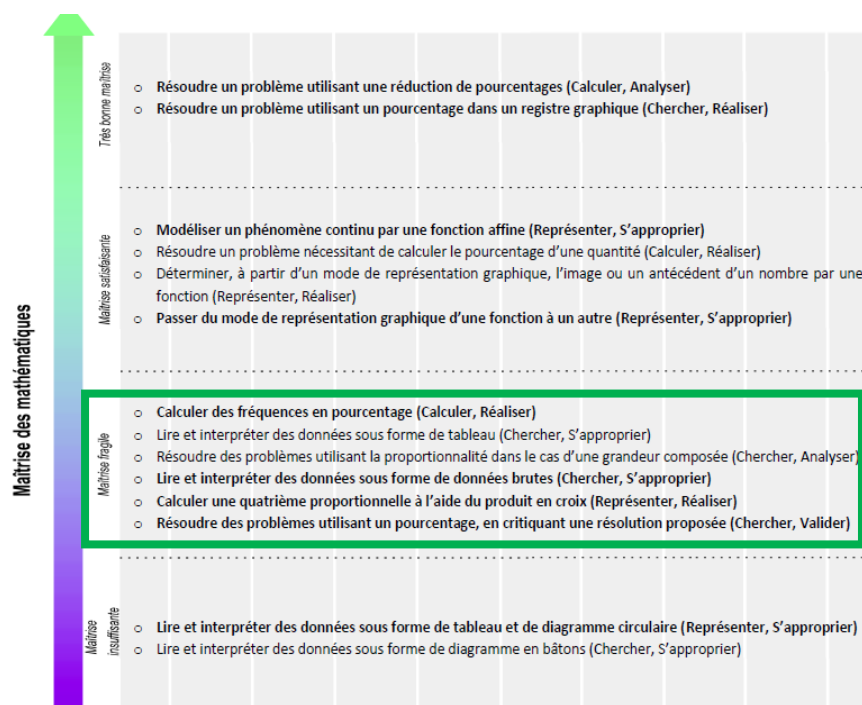 Maîtrise des mathématiques
Très bonne maîtrise
o Résoudre un problème utilisant une réduction de pourcentages (Calculer, Analyser)
o Résoudre un problème utilisant un pourcentage dans un registre graphique (Chercher, Réaliser)
Maîtrise satisfaisante
o Modéliser un phénomène continu par une fonction affine (Représenter, S’approprier)
o Résoudre un problème nécessitant de calculer le pourcentage d’une quantité (Calculer, Réaliser)
o Déterminer, à partir d’un mode de représentation graphique, l’image ou un antécédent d’un nombre par une
fonction (Représenter, Réaliser)
o Passer du mode de représentation graphique d’une fonction à un autre (Représenter, S’approprier)
Maîtrise fragile
o Calculer des fréquences en pourcentage (Calculer, Réaliser)
o Lire et interpréter des données sous forme de tableau (Chercher, S’approprier)
o Résoudre des problèmes utilisant la proportionnalité dans le cas d’une grandeur composée (Chercher, Analyser)
o Lire et interpréter des données sous forme de données brutes (Chercher, S’approprier)
o Calculer une quatrième proportionnelle à l’aide du produit en croix (Représenter, Réaliser)
o Résoudre des problèmes utilisant un pourcentage, en critiquant une résolution proposée (Chercher, Valider)
Maîtrise
insuffisante
o Lire et interpréter des données sous forme de tableau et de diagramme circulaire (Représenter, S’approprier)
o Lire et interpréter des données sous forme de diagramme en bâtons (Chercher, S’approprier)